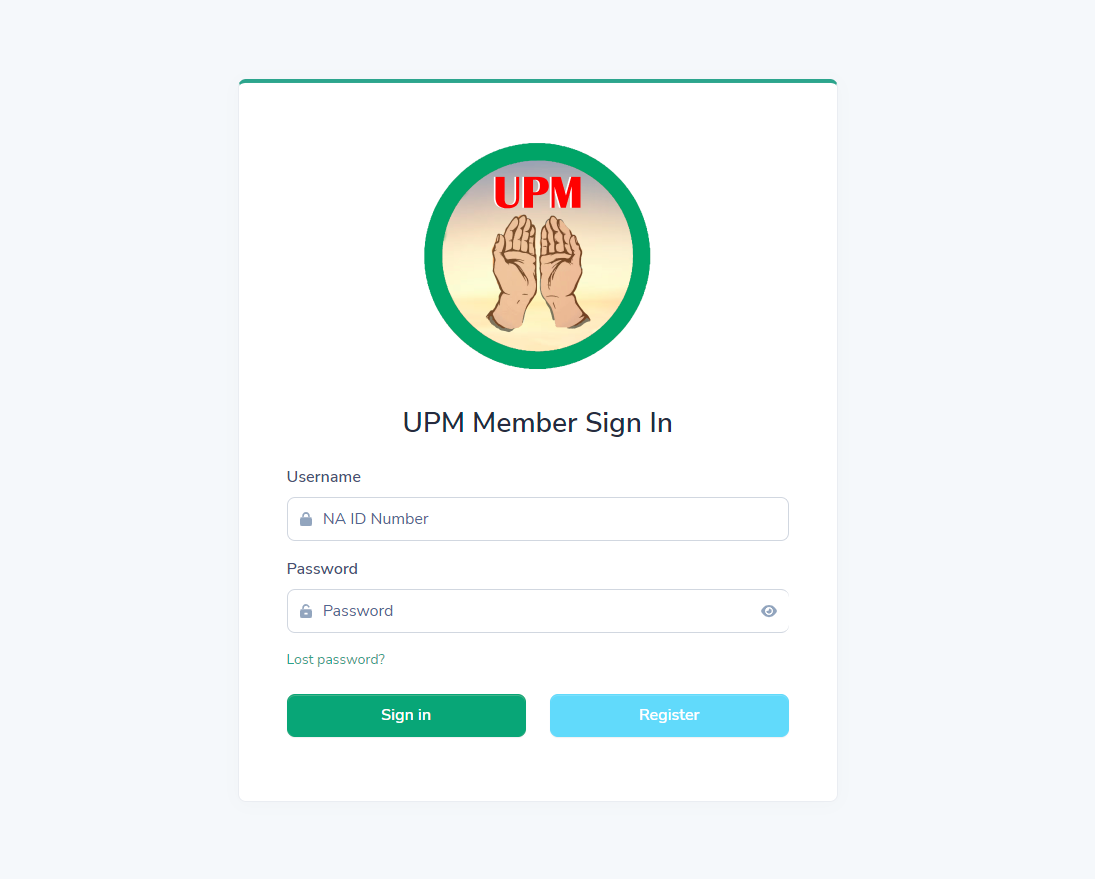 UPM
UPM Member Sign In
Username
NA ID Number
Password
Password
Lost password?
Sign in
Register